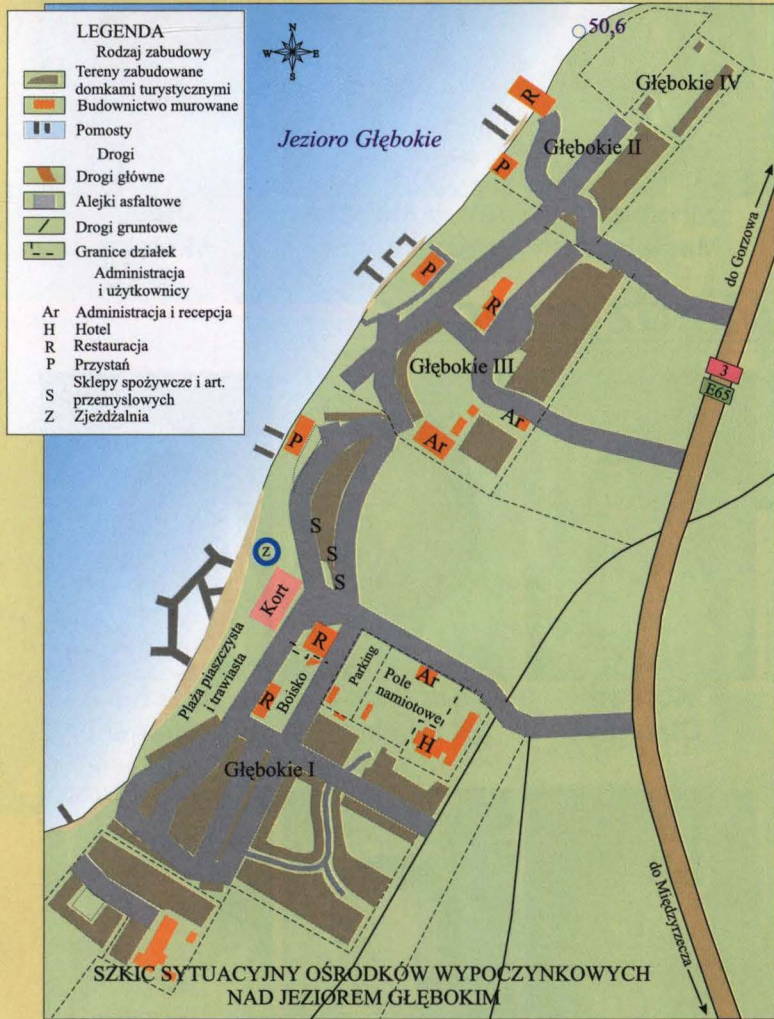 LEGENDA
Rodzaj zabudowy
Tereny zabudowane
domkami turystycznymi
Budownictwo murowane
Pomosty
Drogi
Drogi główne
Alejki asfaltowe
Drogi gruntowe
Granice działek
Administracja
i użytkownicy
Ar Administracja i recepcja
H Hotel
R Restauracja
P Przystań
Sklepy spożywcze i art.
S przemysłowych
Z Zjeżdżalnia
N
W E
S
50,6
Jezioro Głębokie
Głębokie IV
R
Głębokie II
P
do Gorzowa
P
R
3
E65
Głębokie III
Ar
Ar
P
S
S
S
Z
Kort
Plaża piaszczysta
i trawiasta
R
R
Boisko
Parking
Pole
namiotowe
Ar
H
Głębokie I
do Międzyrzecza
SZKIC SYTUACYJNY OŚRODKÓW WYPOCZYNKOWYCH
NAD JEZIOREM GŁĘBOKIM